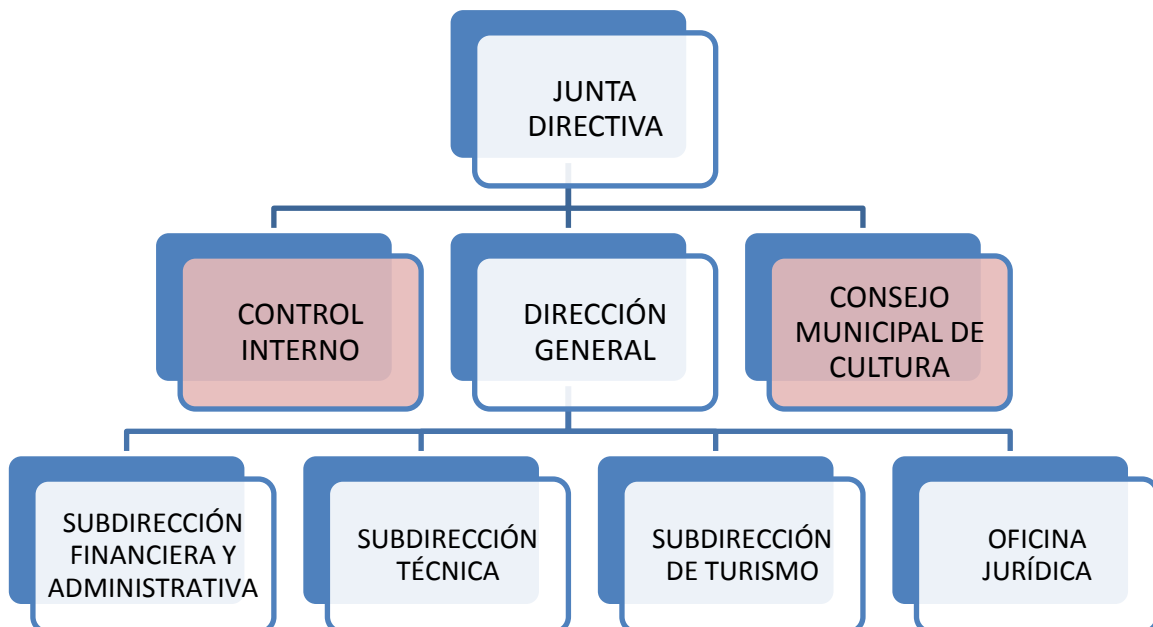 JUNTA
DIRECTIVA
CONTROL
INTERNO
DIRECCIÓN
GENERAL
CONSEJO
MUNICIPAL DE
CULTURA
SUBDIRECCIÓN
FINANCIERA Y
ADMINISTRATIVA
SUBDIRECCIÓN
TÉCNICA
SUBDIRECCIÓN
DE TURISMO
OFICINA
JURÍDICA